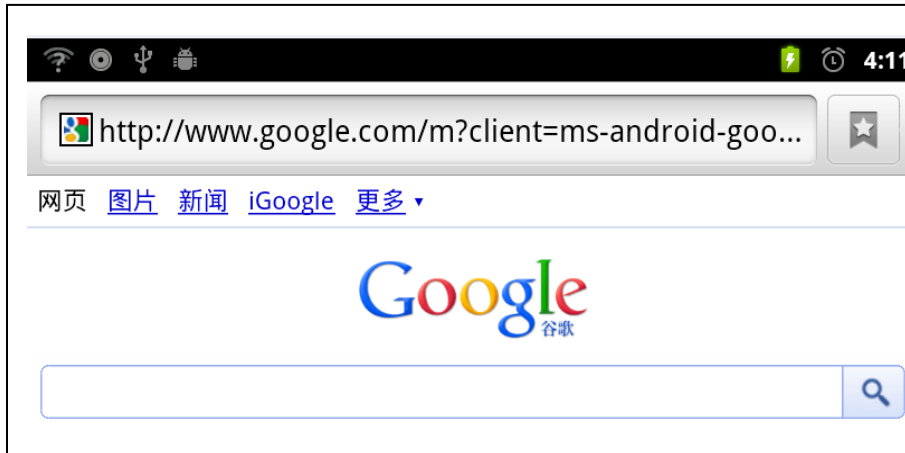 4:11
http://www.google.com/m?client=ms-android-goo...
网页 图片 新闻 iGoogle 更多
Google
谷歌